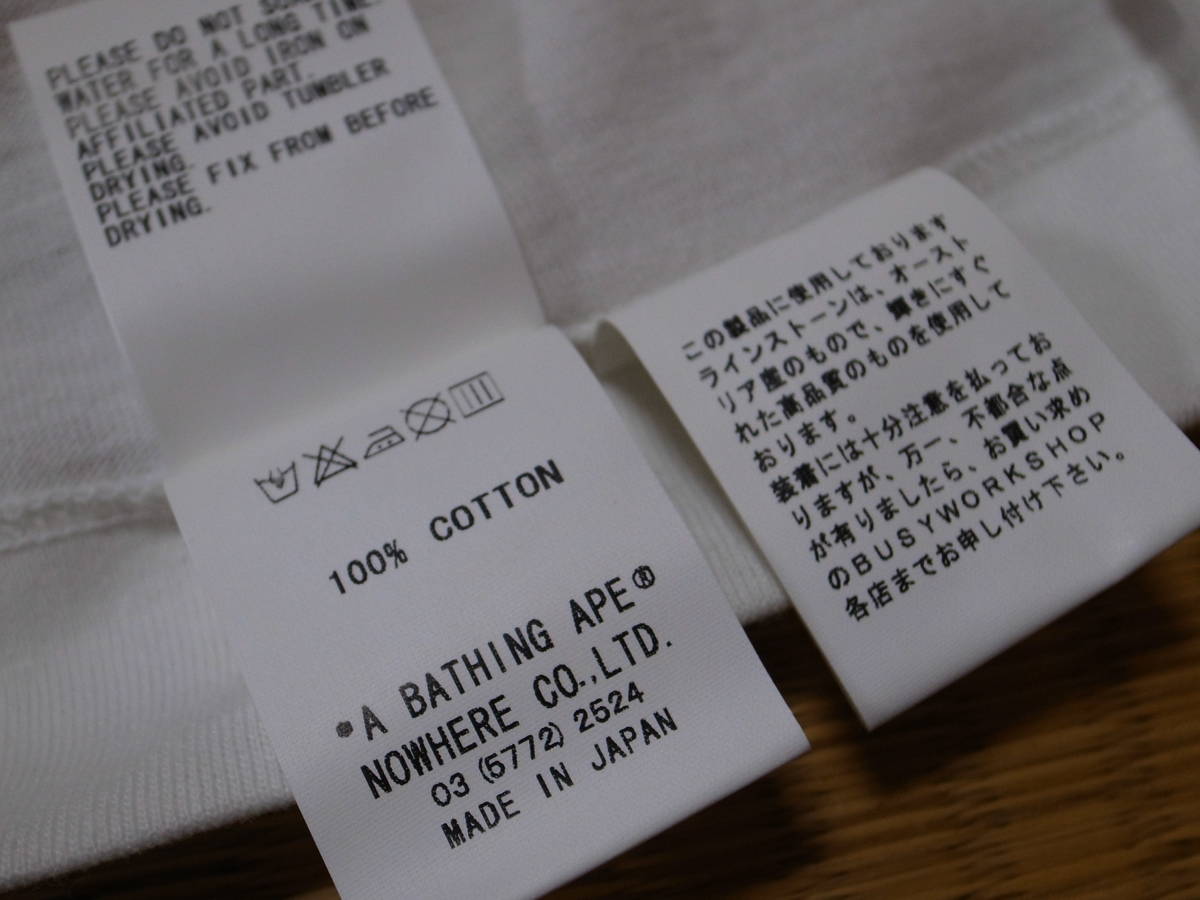 PLEASE DO NOT
WATER FOR A LONG TIME.
PLEASE AVOID IRON ON
AFFILIATED PART.
PLEASE AVOID TUMBLER
DRYING.
PLEASE FIX FROM BEFORE
DRYING.
100% COTTON
•A BATHING APE®
NOWHERE CO.,LTD.
03 (5772) 2524
MADE IN JAPAN
この製品に使用しております
ラインストーンは、オースト
リア産のもので、輝きにすぐ
れた高品質のものを使用して
おります。
装着には十分注意を払ってお
りますが、万一、不都合な点
が有りましたら、お買い求め
のBUSYWORKSHOP
各店までお申し付け下さい。